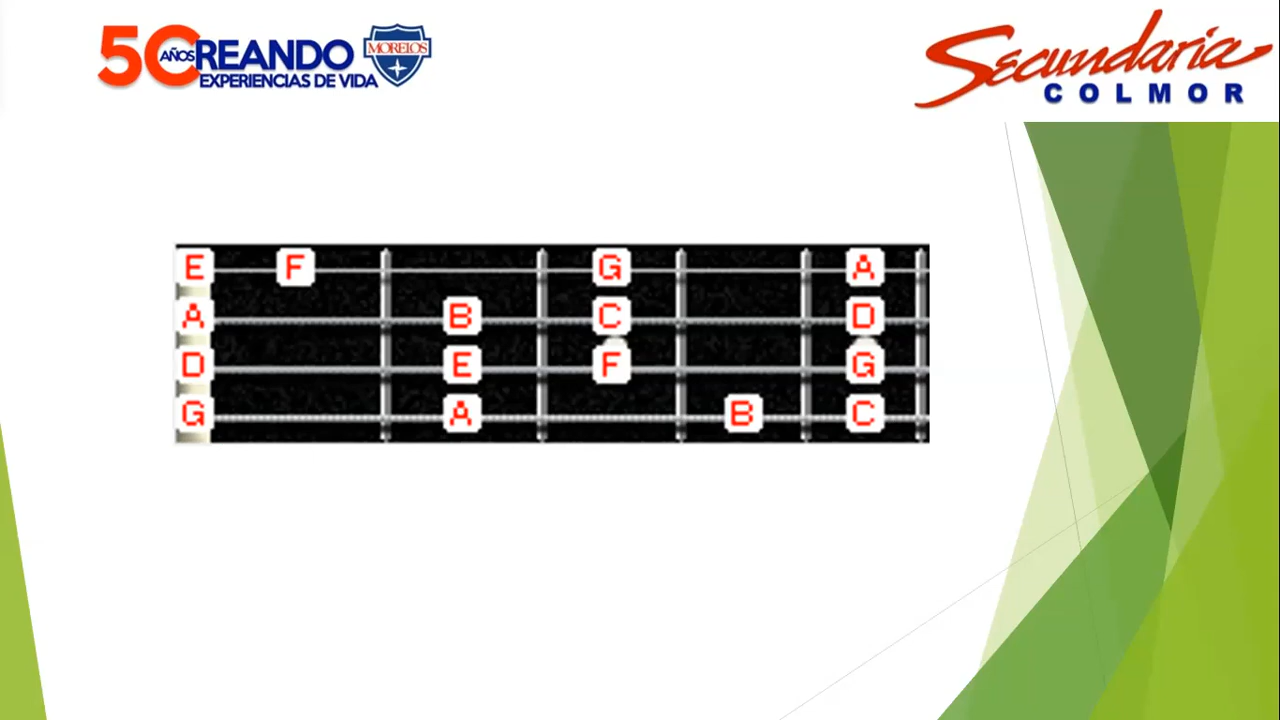 50 AÑOS CREANDO
EXPERIENCIAS DE VIDA
MORELOS
Secundaria
COLMOR
E F G A
A B C D
D E F G
G A B C